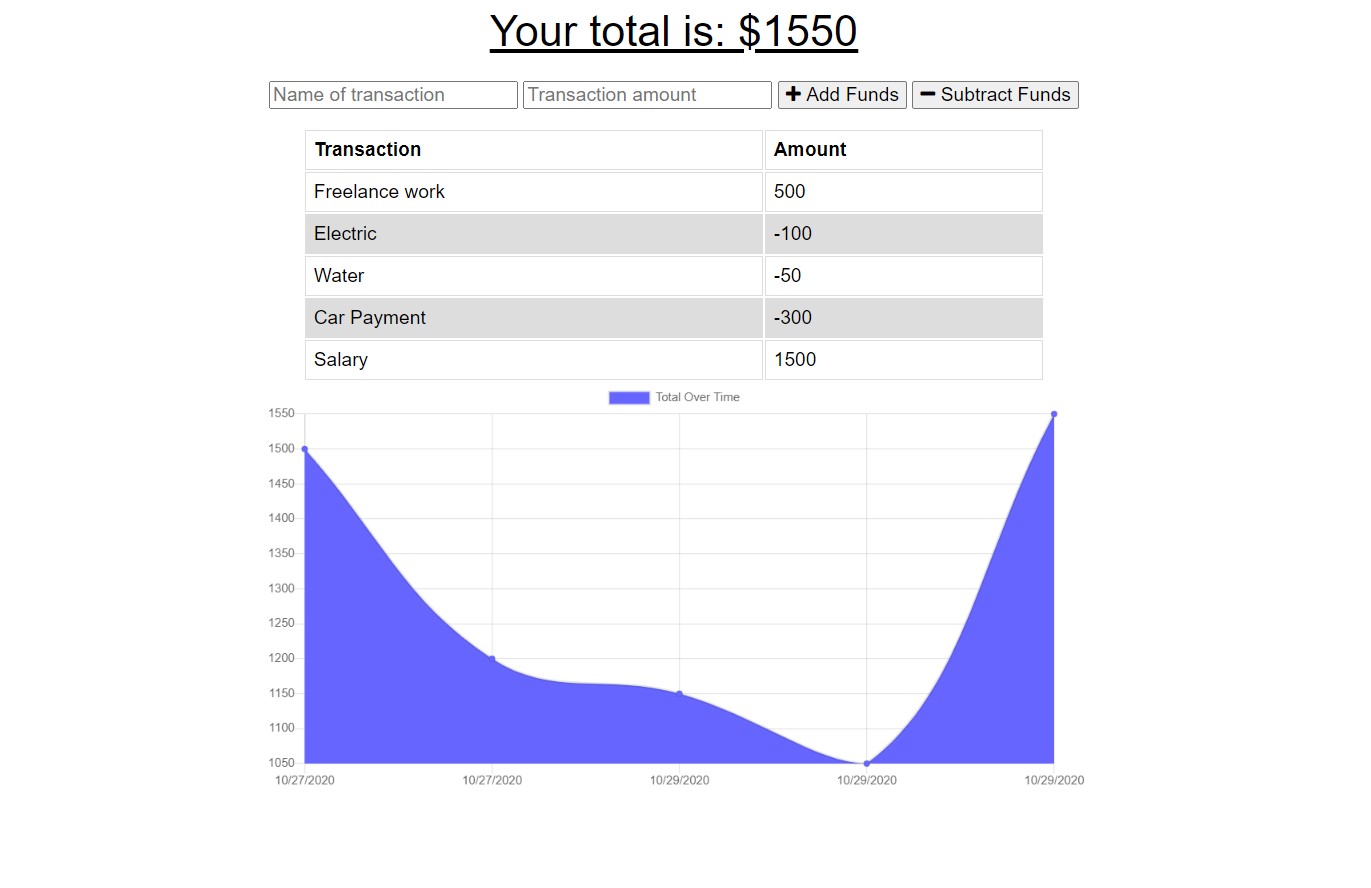 Your total is: $1550
Name of transaction Transaction amount Add Funds Subtract Funds
Transaction Amount
Freelance work 500
Electric -100
Water -50
Car Payment -300
Salary 1500
Total Over Time
1550
1500
1450
1400
1350
1300
1250
1200
1150
1100
1050
10/27/2020 10/27/2020 10/29/2020 10/29/2020 10/29/2020